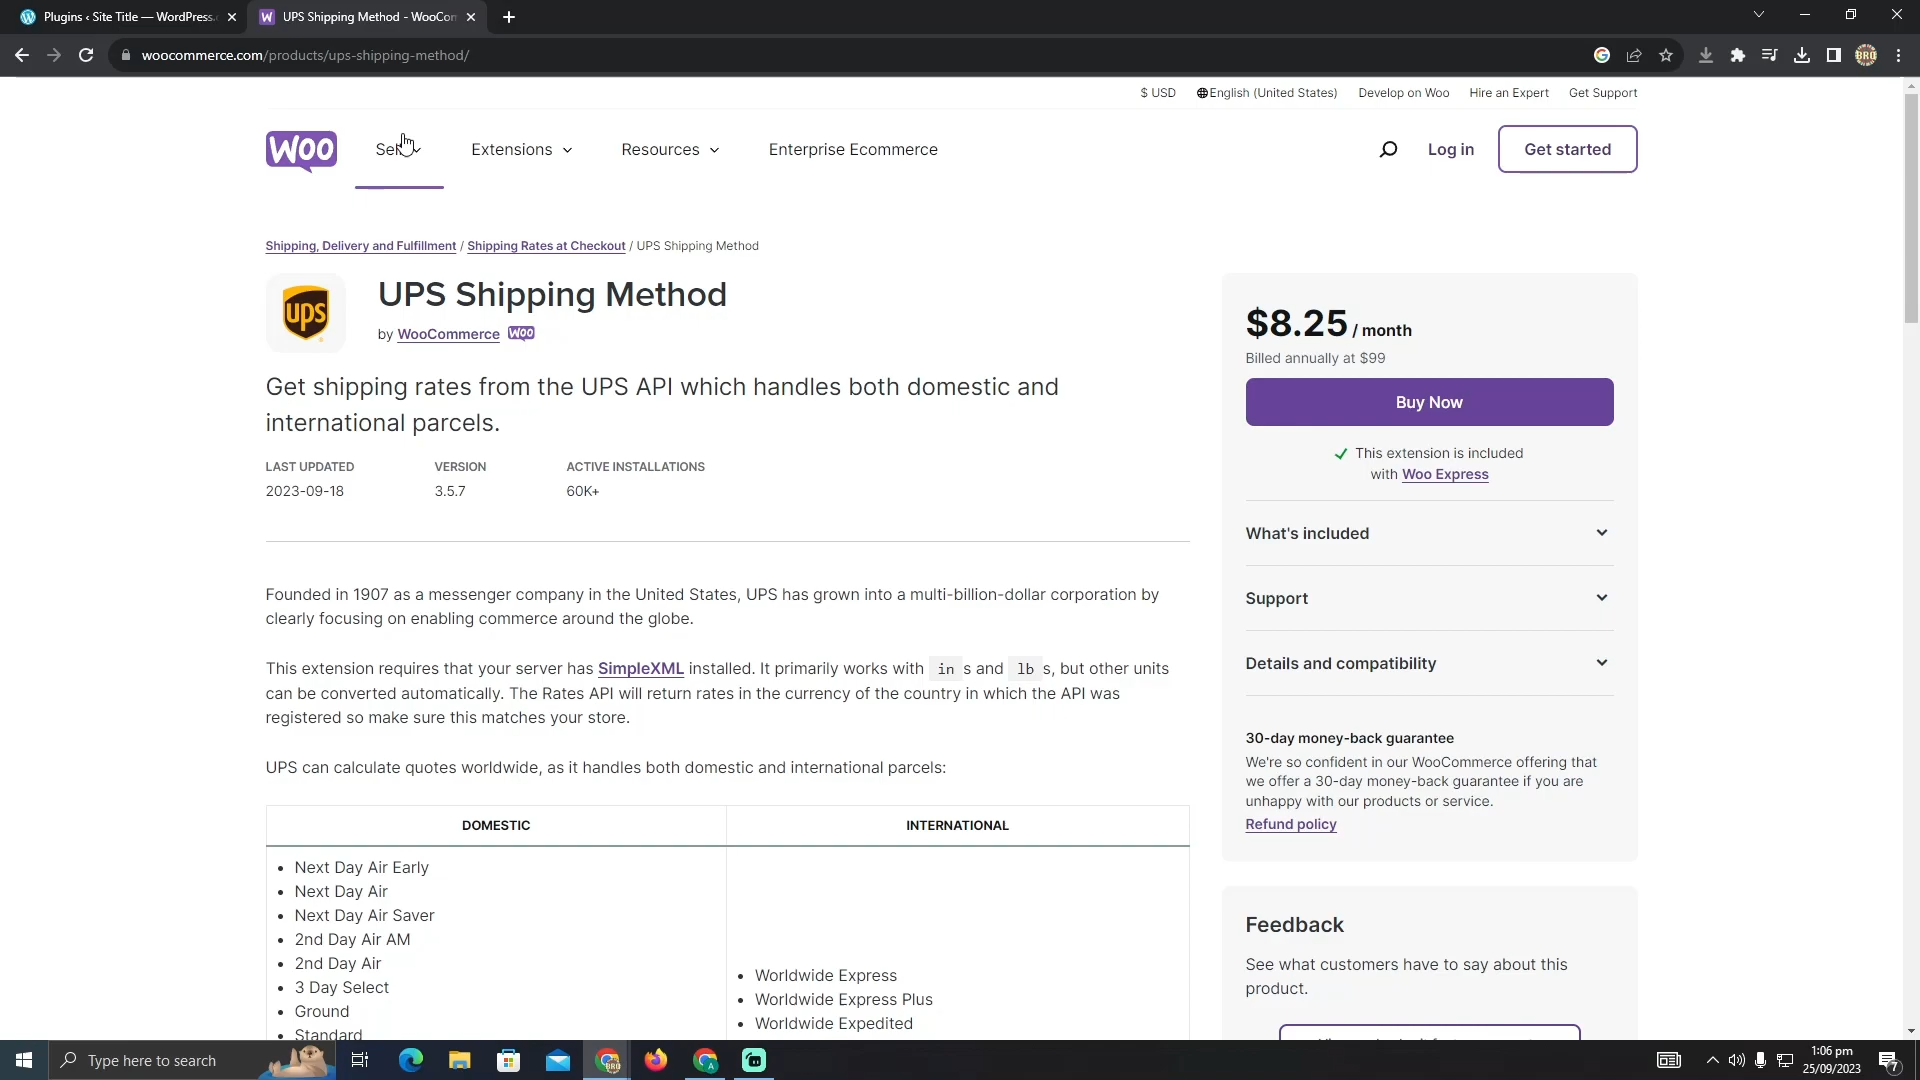 Plugins ‹ Site Title — WordPress.
UPS Shipping Method - WooCom
woocommerce.com/products/ups-shipping-method/
$ USD
English (United States)
Develop on Woo
Hire an Expert
Get Support
WOO
Extensions
Resources
Enterprise Ecommerce
Log in
Get started
Shipping, Delivery and Fulfillment / Shipping Rates at Checkout / UPS Shipping Method
ups
UPS Shipping Method
by WooCommerce WOO
Get shipping rates from the UPS API which handles both domestic and
international parcels.
LAST UPDATED
VERSION
ACTIVE INSTALLATIONS
2023-09-18
3.5.7
60K+
Founded in 1907 as a messenger company in the United States, UPS has grown into a multi-billion-dollar corporation by
clearly focusing on enabling commerce around the globe.
This extension requires that your server has SimpleXML installed. It primarily works with in s and lb s, but other units
can be converted automatically. The Rates API will return rates in the currency of the country in which the API was
registered so make sure this matches your store.
UPS can calculate quotes worldwide, as it handles both domestic and international parcels:
DOMESTIC
INTERNATIONAL
• Next Day Air Early
• Next Day Air
• Next Day Air Saver
• 2nd Day Air AM
• 2nd Day Air
• 3 Day Select
• Ground
• Standard
• Worldwide Express
• Worldwide Express Plus
• Worldwide Expedited
$8.25 / month
Billed annually at $99
Buy Now
This extension is included
with Woo Express
What's included
Support
Details and compatibility
30-day money-back guarantee
We're so confident in our WooCommerce offering that
we offer a 30-day money-back guarantee if you are
unhappy with our products or service.
Refund policy
Feedback
See what customers have to say about this
product.
Type here to search
1:06 pm
25/09/2023
7